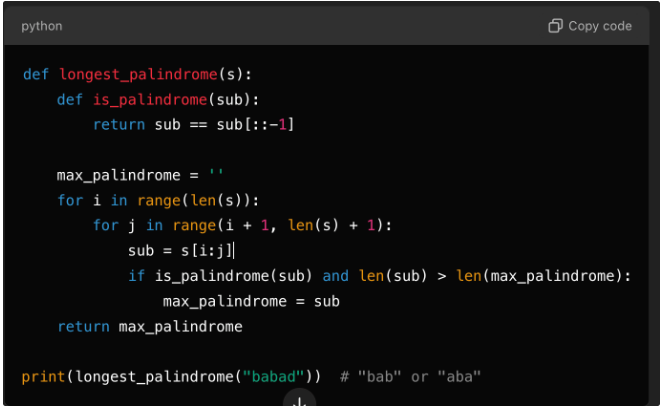 python Copy code
def longest_palindrome(s):
    def is_palindrome(sub):
        return sub == sub[::-1]
    max_palindrome = ''
    for i in range(len(s)):
        for j in range(i + 1, len(s) + 1):
            sub = s[i:j]
            if is_palindrome(sub) and len(sub) > len(max_palindrome):
                max_palindrome = sub
    return max_palindrome
print(longest_palindrome("babad"))  # "bab" or "aba"